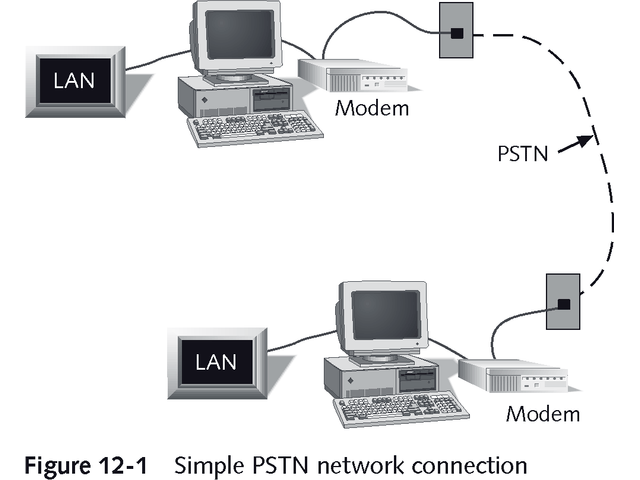 LAN
Modem
PSTN
LAN
Modem
Figure 12-1 Simple PSTN network connection